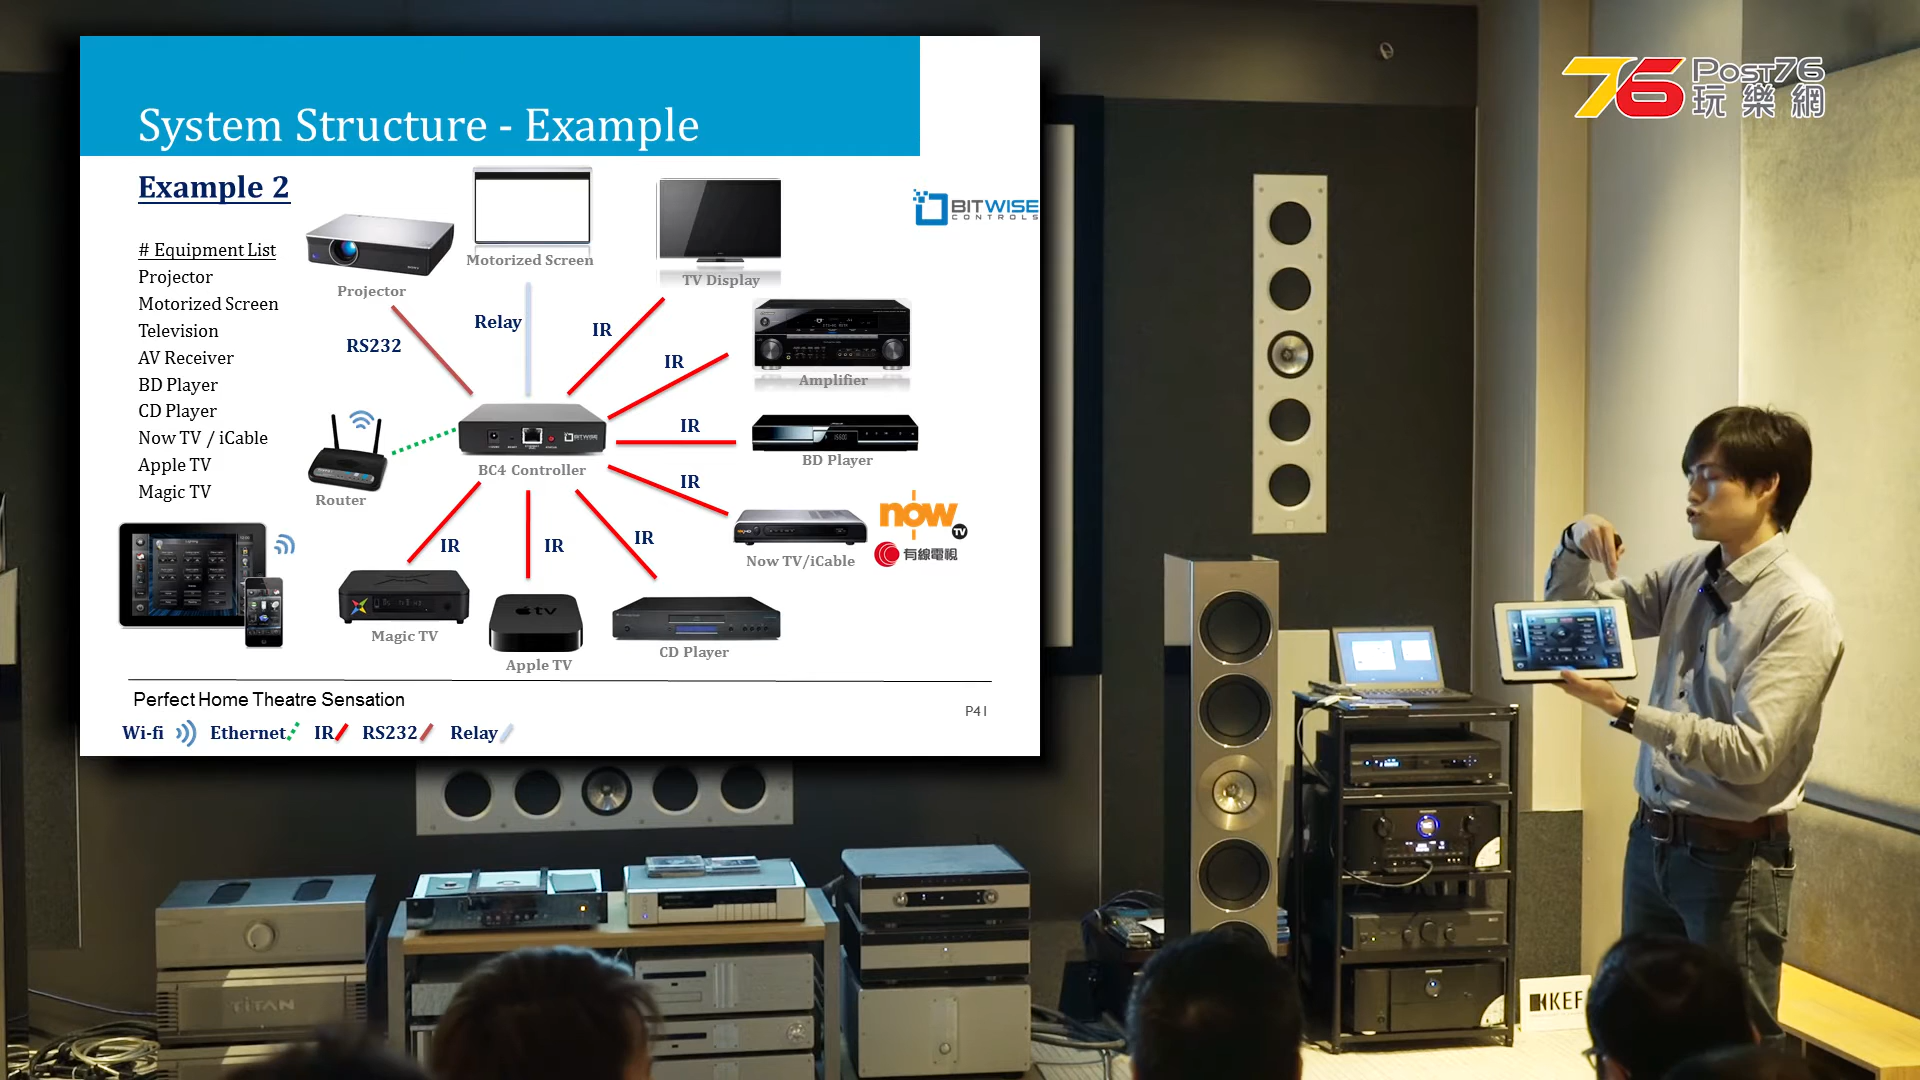 System Structure - Example
Example 2
# Equipment List
Projector
Motorized Screen
Television
AV Receiver
BD Player
CD Player
Now TV / iCable
Apple TV
Magic TV
BITWISE
CONTROLS
Projector
Motorized Screen
TV Display
RS232
Relay
IR
IR
Amplifier
IR
BD Player
BITWISE
BC4 Controller
Router
IR
now
TV
有線電視
Now TV/iCable
IR
IR
IR
Magic TV
tv
Apple TV
CD Player
Perfect Home Theatre Sensation
P41
Wi-fi
Ethernet
IR
RS232
Relay
76 Post76
玩樂網
TITAN
KEF